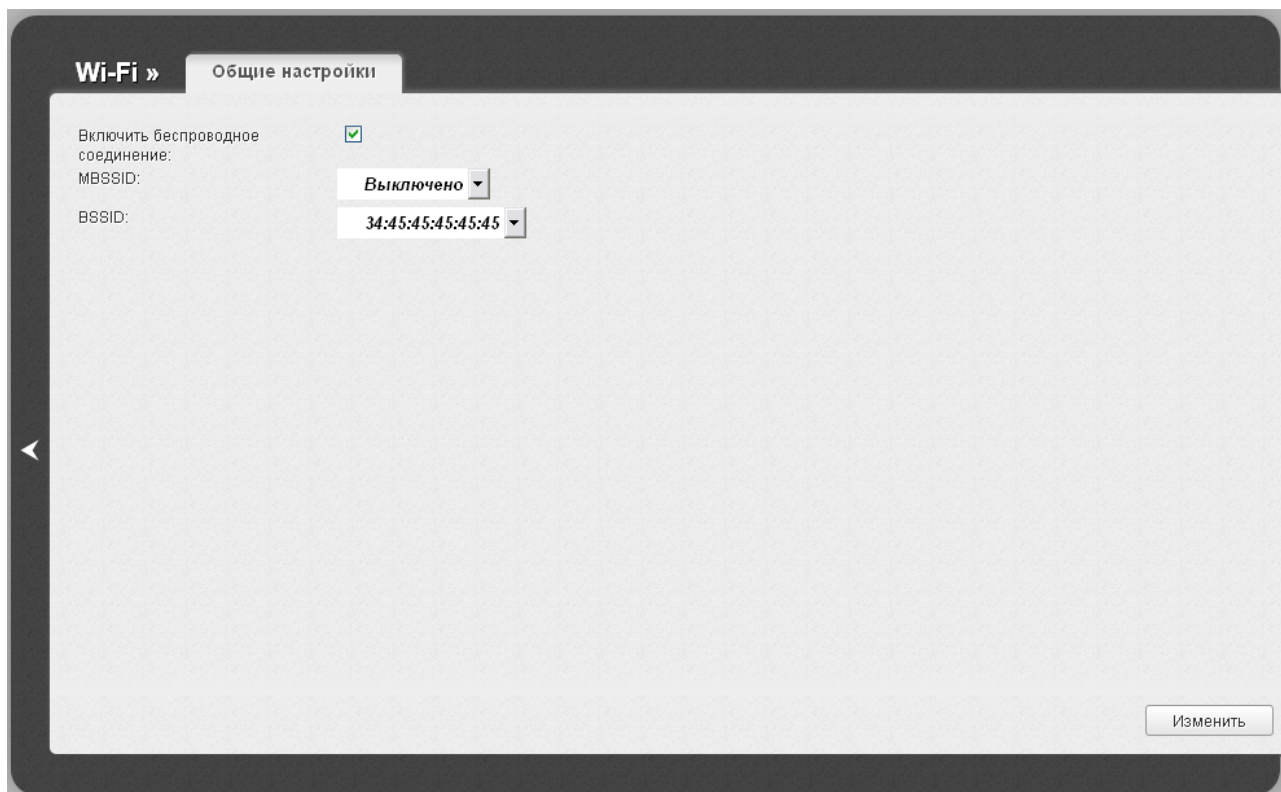 Wi-Fi » Общие настройки
Включить беспроводное
соединение:
MBSSID: Выключено
BSSID: 34:45:45:45:45:45
Изменить